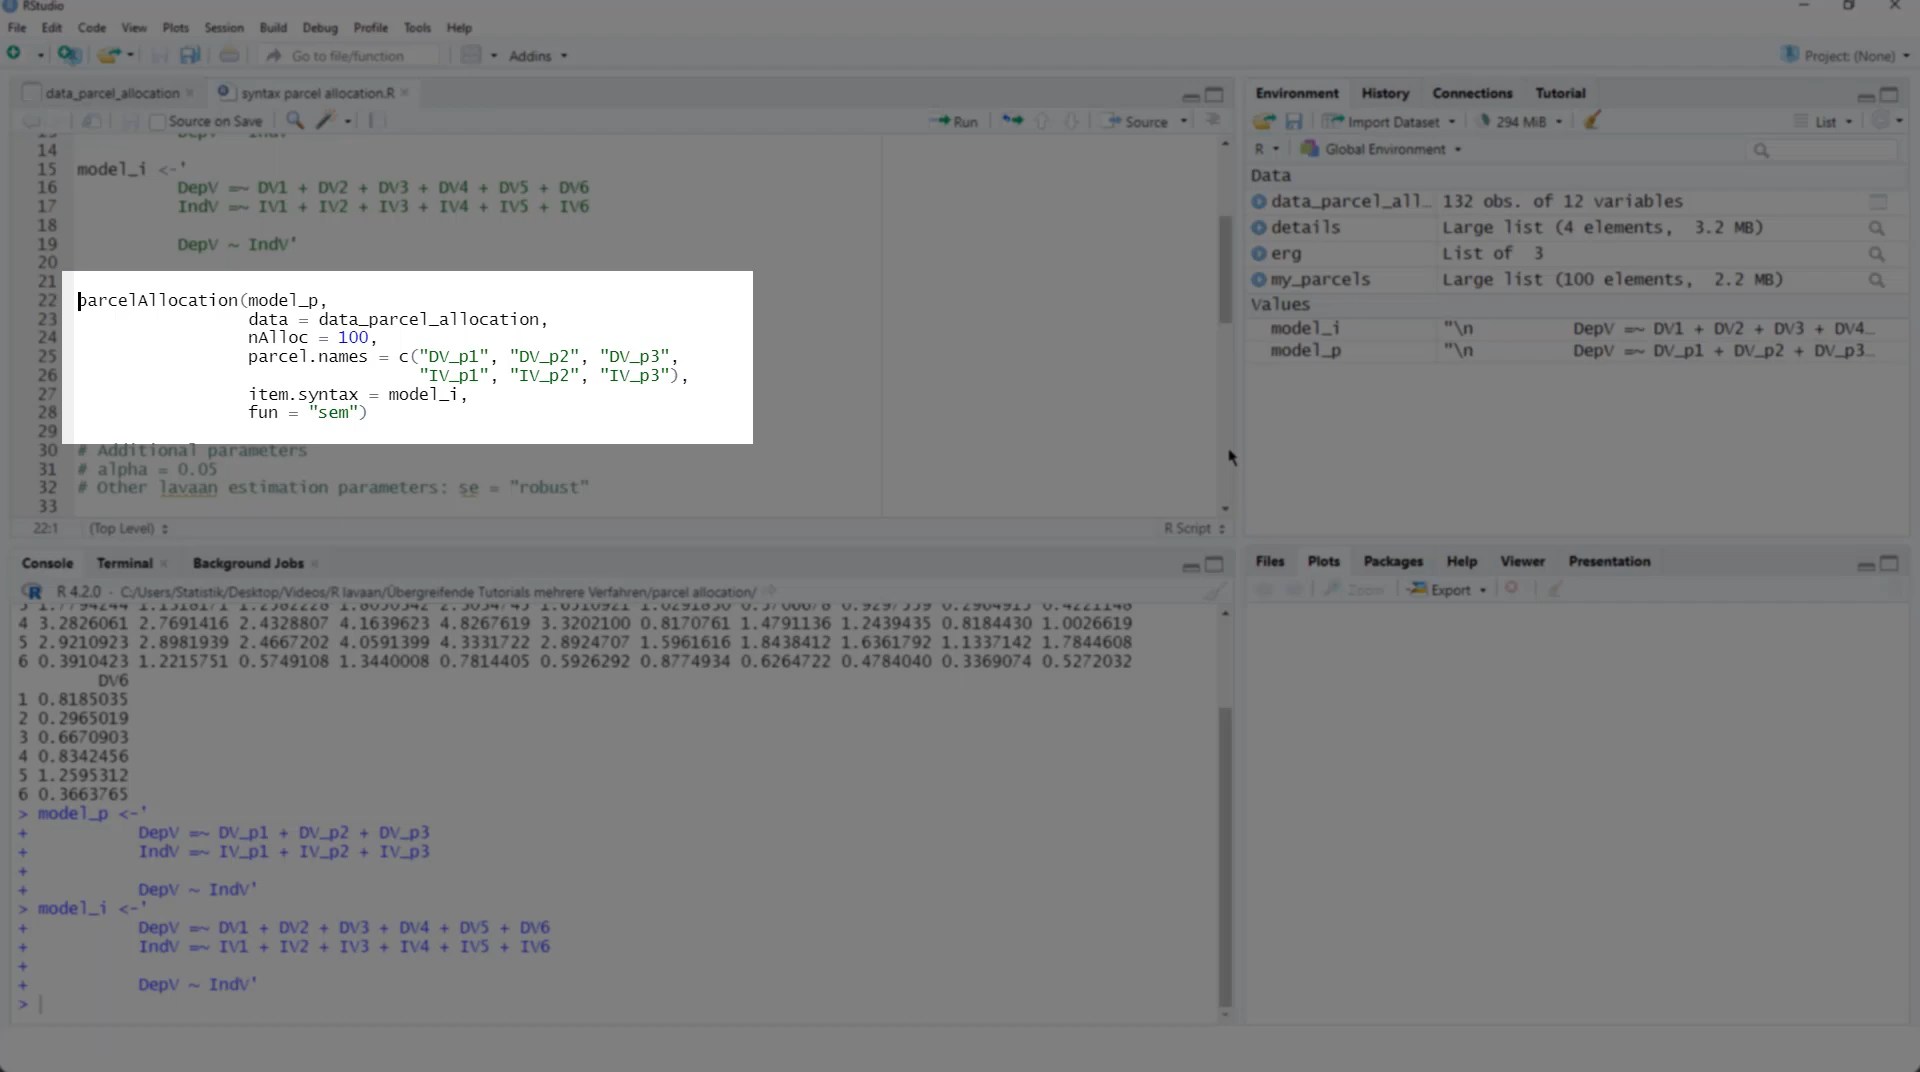 RStudio
File Edit Code View Plots Session Build Debug Profile Tools Help
Go to file/function Addins Project: (None)
data_parcel_allocation syntax parcel allocation.R
Source on Save Run Source
14
15 model_i <-'
16 DepV =~ DV1 + DV2 + DV3 + DV4 + DV5 + DV6
17 IndV =~ IV1 + IV2 + IV3 + IV4 + IV5 + IV6
18
19 DepV ~ IndV'
20
21
22 parcelAllocation(model_p,
23 data = data_parcel_allocation,
24 nAlloc = 100,
25 parcel.names = c("DV_p1", "DV_p2", "DV_p3",
26 "IV_p1", "IV_p2", "IV_p3"),
27 item.syntax = model_i,
28 fun = "sem")
29
30 # Additional parameters
31 # alpha = 0.05
32 # Other lavaan estimation parameters: se = "robust"
33
22:1 (Top Level) R Script
Console Terminal Background Jobs
R 4.2.0 · C:/Users/Statistik/Desktop/Videos/R lavaan/Übergreifende Tutorials mehrere Verfahren/parcel allocation/
4 3.2826061 2.7691416 2.4328807 4.1639623 4.8267619 3.3202100 0.8170761 1.4791136 1.2439435 0.8184430 1.0026619
5 2.9210923 2.8981939 2.4667202 4.0591399 4.3331722 2.8924707 1.5961616 1.8438412 1.6361792 1.1337142 1.7844608
6 0.3910423 1.2215751 0.5749108 1.3440008 0.7814405 0.5926292 0.8774934 0.6264722 0.4784040 0.3369074 0.5272032
DV6
1 0.8185035
2 0.2965019
3 0.6670903
4 0.8342456
5 1.2595312
6 0.3663765
> model_p <-'
+ DepV =~ DV_p1 + DV_p2 + DV_p3
+ IndV =~ IV_p1 + IV_p2 + IV_p3
+
+ DepV ~ IndV'
> model_i <-'
+ DepV =~ DV1 + DV2 + DV3 + DV4 + DV5 + DV6
+ IndV =~ IV1 + IV2 + IV3 + IV4 + IV5 + IV6
+
+ DepV ~ IndV'
>
Environment History Connections Tutorial
Import Dataset 294 MiB List
R Global Environment
Data
data_parcel_all… 132 obs. of 12 variables
details Large list (4 elements, 3.2 MB)
erg List of 3
my_parcels Large list (100 elements, 2.2 MB)
Values
model_i "\n DepV =~ DV1 + DV2 + DV3 + DV4…
model_p "\n DepV =~ DV_p1 + DV_p2 + DV_p3…
Files Plots Packages Help Viewer Presentation
Zoom Export